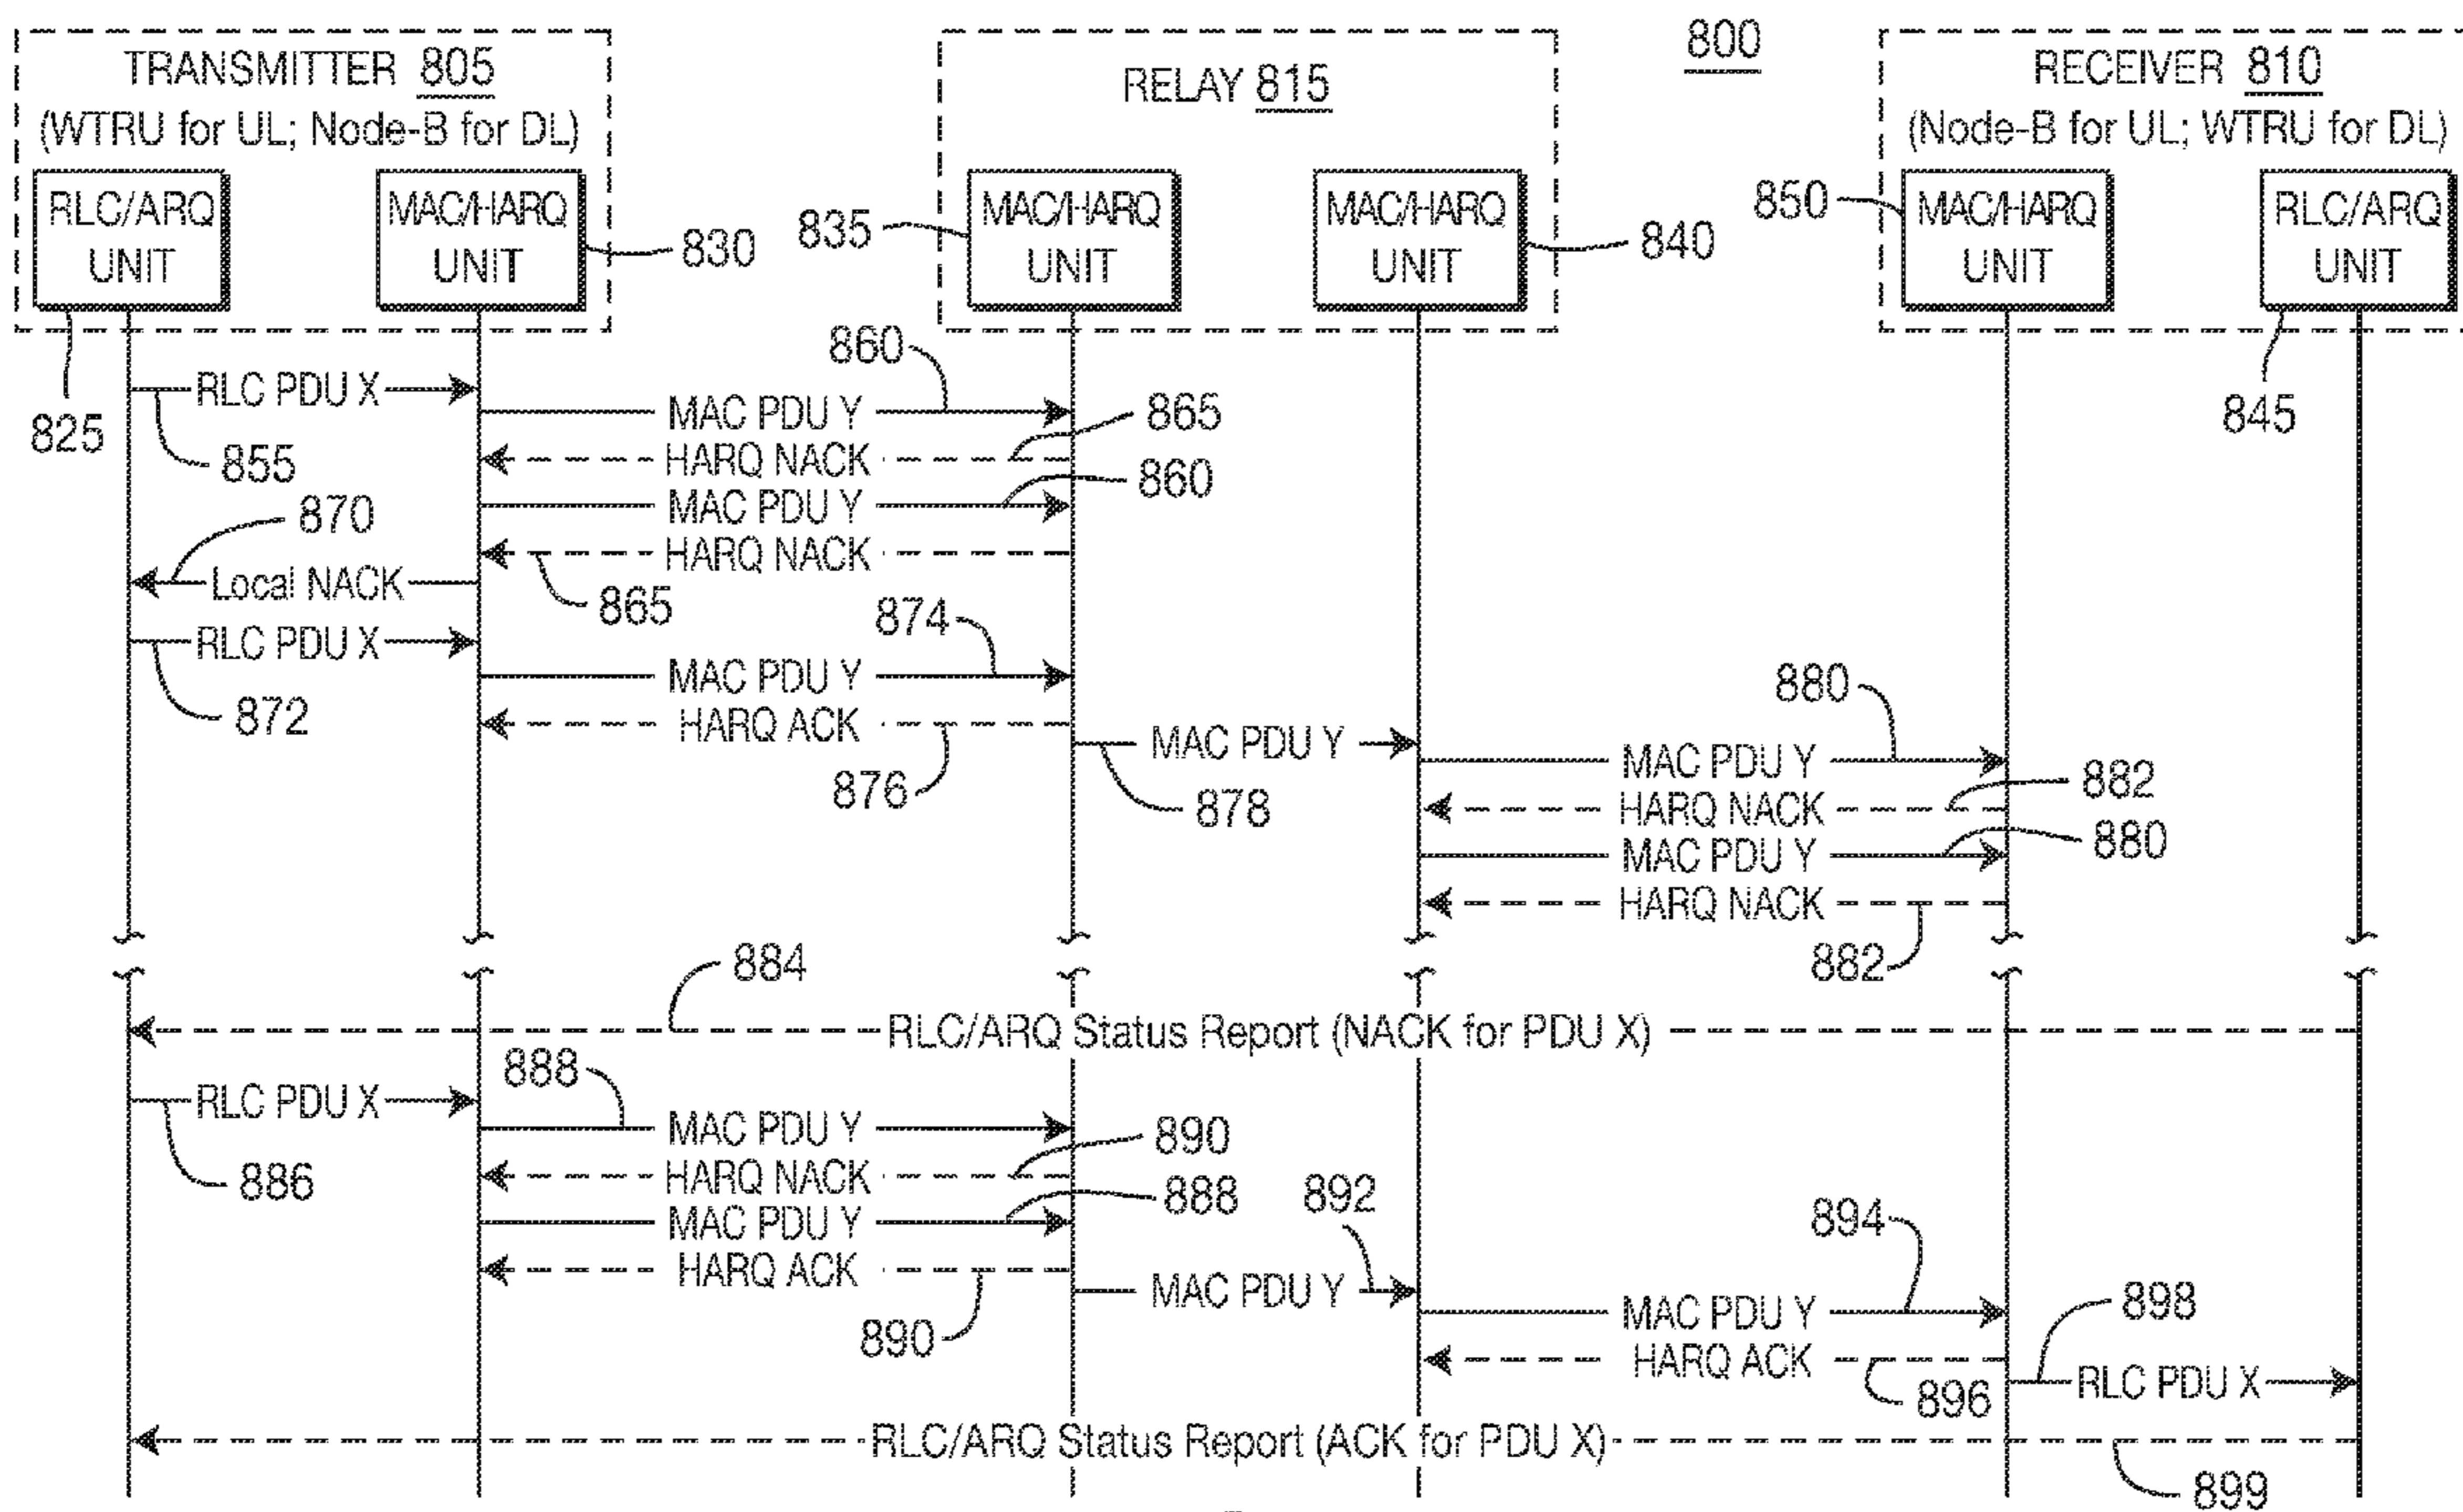 800
TRANSMITTER 805
(WTRU for UL; Node-B for DL)
RELAY 815
RECEIVER 810
(Node-B for UL; WTRU for DL)
RLC/ARQ
UNIT
MAC/HARQ
UNIT
830
835
MAC/HARQ
UNIT
MAC/HARQ
UNIT
840
850
MAC/HARQ
UNIT
RLC/ARQ
UNIT
825
845
RLC PDU X
855
860
MAC PDU Y
865
HARQ NACK
MAC PDU Y
860
870
HARQ NACK
865
Local NACK
RLC PDU X
872
874
MAC PDU Y
HARQ ACK
876
MAC PDU Y
878
880
MAC PDU Y
882
HARQ NACK
MAC PDU Y
880
HARQ NACK
882
884
RLC/ARQ Status Report (NACK for PDU X)
RLC PDU X
886
888
MAC PDU Y
890
HARQ NACK
888
MAC PDU Y
HARQ ACK
890
892
MAC PDU Y
894
MAC PDU Y
HARQ ACK
896
898
RLC PDU X
RLC/ARQ Status Report (ACK for PDU X)
899